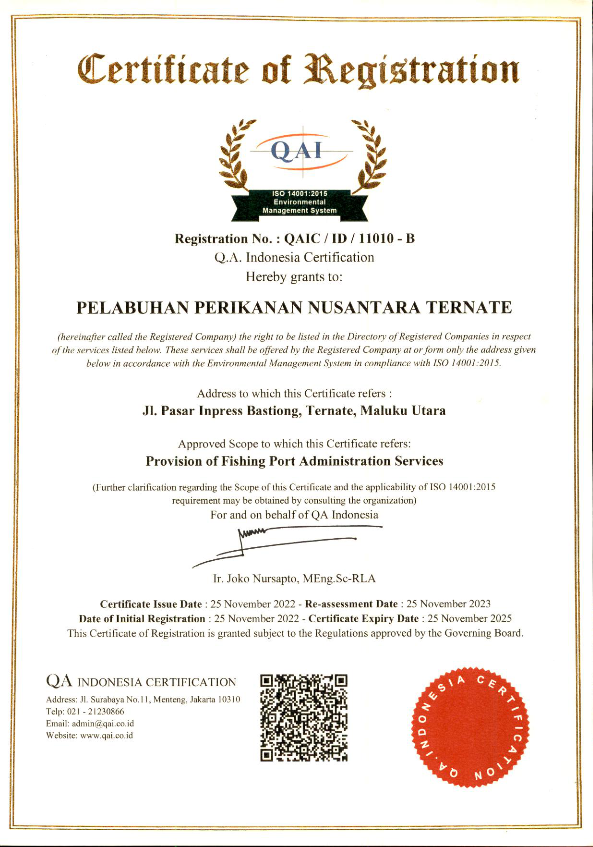 Certificate of Registration
QAI
ISO 14001:2015
Environmental
Management System
Registration No. : QAIC / ID / 11010 - B
Q.A. Indonesia Certification
Hereby grants to:
PELABUHAN PERIKANAN NUSANTARA TERNATE
(hereinafter called the Registered Company) the right to be listed in the Directory of Registered Companies in respect
of the services listed below. These services shall be offered by the Registered Company at or form only the address given
below in accordance with the Environmental Management System in compliance with ISO 14001:2015.
Address to which this Certificate refers :
Jl. Pasar Inpress Bastiong, Ternate, Maluku Utara
Approved Scope to which this Certificate refers:
Provision of Fishing Port Administration Services
(Further clarification regarding the Scope of this Certificate and the applicability of ISO 14001:2015
requirement may be obtained by consulting the organization)
For and on behalf of QA Indonesia
Ir. Joko Nursapto, MEng.Sc-RLA
Certificate Issue Date : 25 November 2022 - Re-assessment Date : 25 November 2023
Date of Initial Registration : 25 November 2022 - Certificate Expiry Date : 25 November 2025
This Certificate of Registration is granted subject to the Regulations approved by the Governing Board.
QA INDONESIA CERTIFICATION
Address: Jl. Surabaya No.11, Menteng, Jakarta 10310
Telp: 021 - 21230866
Email: admin@qai.co.id
Website: www.qai.co.id
QA.INDONESIA CERTIFICATION